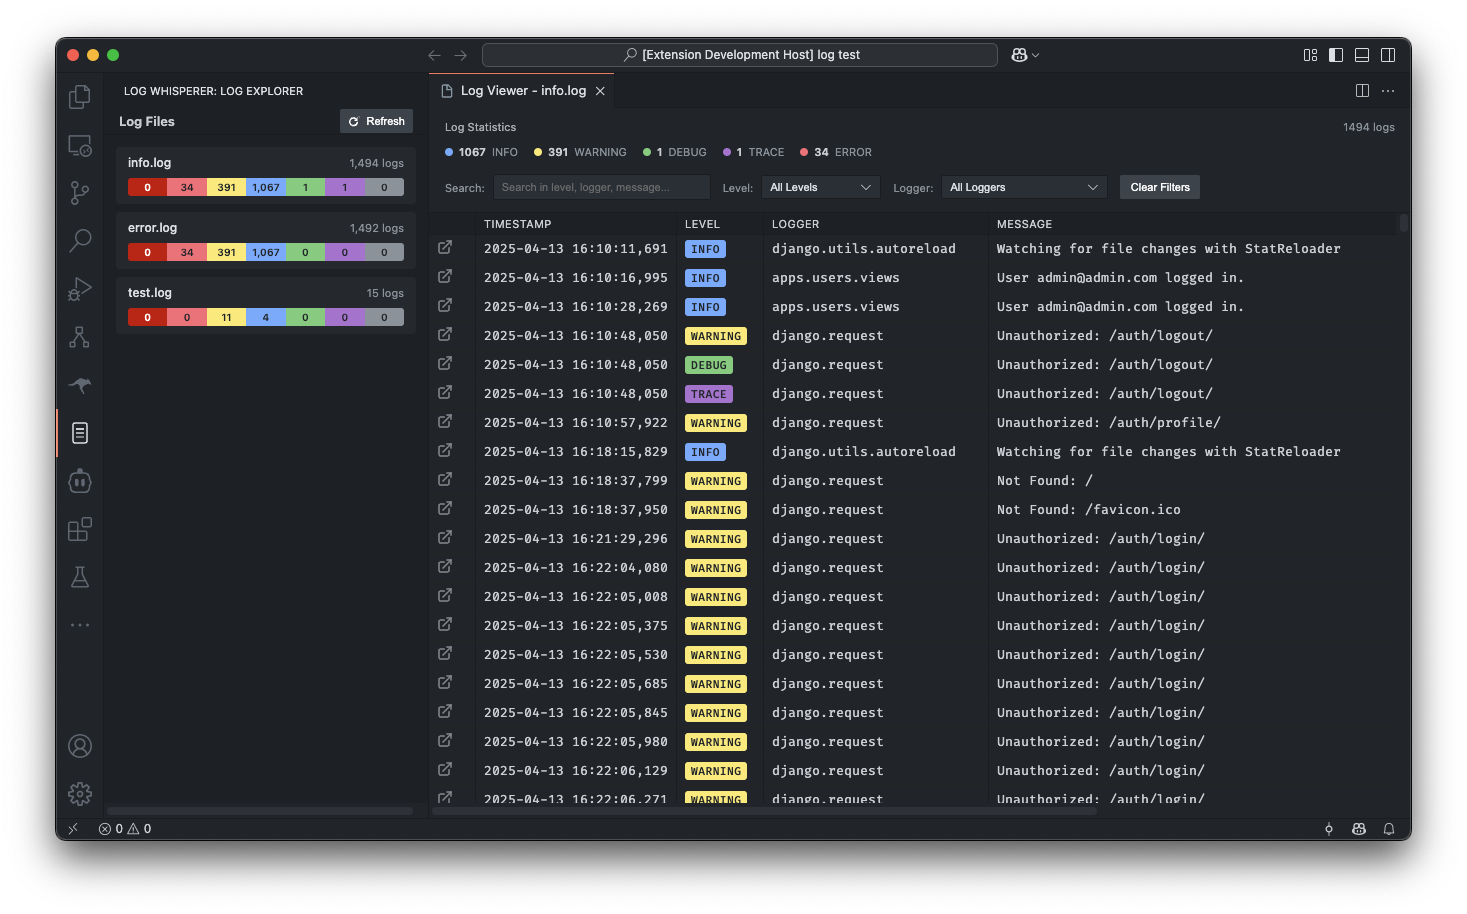 [Extension Development Host] log test
LOG WHISPERER: LOG EXPLORER
Log Files
Refresh
info.log 1,494 logs
0 34 391 1,067 1 1 0
error.log 1,492 logs
0 34 391 1,067 0 0 0
test.log 15 logs
0 0 11 4 0 0 0
Log Viewer - info.log
Log Statistics 1494 logs
1067 INFO 391 WARNING 1 DEBUG 1 TRACE 34 ERROR
Search: Search in level, logger, message... Level: All Levels Logger: All Loggers Clear Filters
TIMESTAMP LEVEL LOGGER MESSAGE
2025-04-13 16:10:11,691 INFO django.utils.autoreload Watching for file changes with StatReloader
2025-04-13 16:10:16,995 INFO apps.users.views User admin@admin.com logged in.
2025-04-13 16:10:28,269 INFO apps.users.views User admin@admin.com logged in.
2025-04-13 16:10:48,050 WARNING django.request Unauthorized: /auth/logout/
2025-04-13 16:10:48,050 DEBUG django.request Unauthorized: /auth/logout/
2025-04-13 16:10:48,050 TRACE django.request Unauthorized: /auth/logout/
2025-04-13 16:10:57,922 WARNING django.request Unauthorized: /auth/profile/
2025-04-13 16:18:15,829 INFO django.utils.autoreload Watching for file changes with StatReloader
2025-04-13 16:18:37,799 WARNING django.request Not Found: /
2025-04-13 16:18:37,950 WARNING django.request Not Found: /favicon.ico
2025-04-13 16:21:29,296 WARNING django.request Unauthorized: /auth/login/
2025-04-13 16:22:04,080 WARNING django.request Unauthorized: /auth/login/
2025-04-13 16:22:05,008 WARNING django.request Unauthorized: /auth/login/
2025-04-13 16:22:05,375 WARNING django.request Unauthorized: /auth/login/
2025-04-13 16:22:05,530 WARNING django.request Unauthorized: /auth/login/
2025-04-13 16:22:05,685 WARNING django.request Unauthorized: /auth/login/
2025-04-13 16:22:05,845 WARNING django.request Unauthorized: /auth/login/
2025-04-13 16:22:05,980 WARNING django.request Unauthorized: /auth/login/
2025-04-13 16:22:06,129 WARNING django.request Unauthorized: /auth/login/
2025-04-13 16:22:06,271 WARNING django.request Unauthorized: /auth/login/
0 0